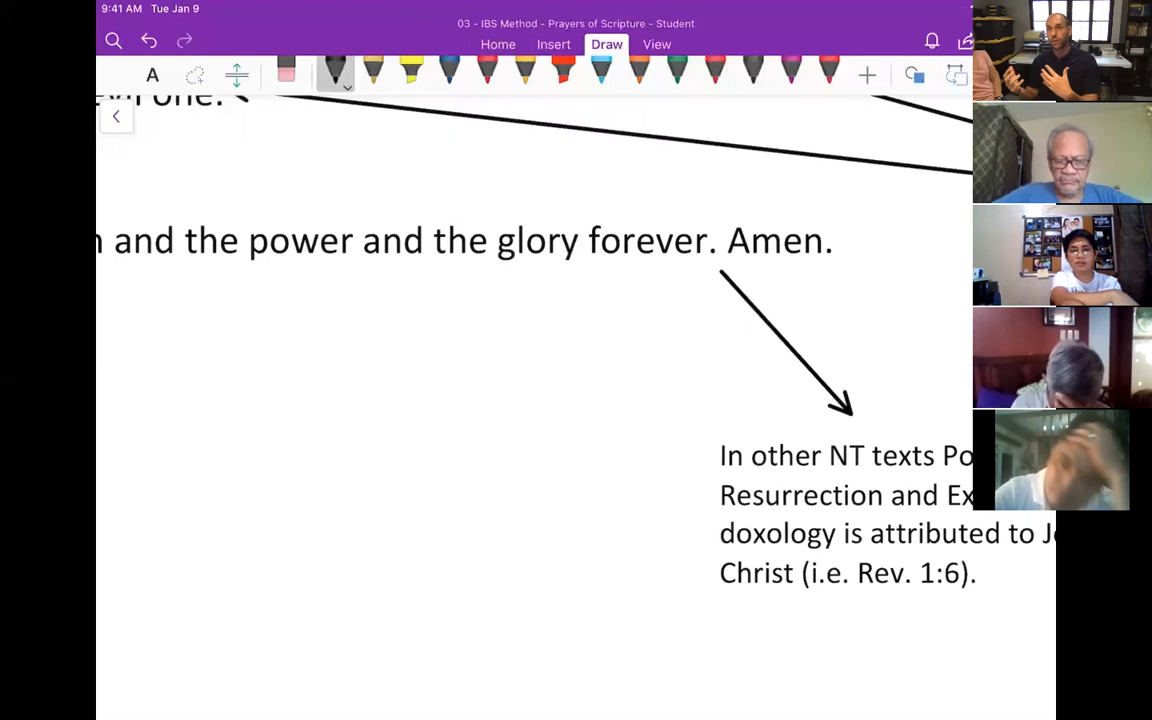 9:41 AM Tue Jan 9
03 - IBS Method - Prayers of Scripture - Student
Home Insert Draw View
A
evil one.
and the power and the glory forever. Amen.
In other NT texts Po
Resurrection and Ex
doxology is attributed to J
Christ (i.e. Rev. 1:6).